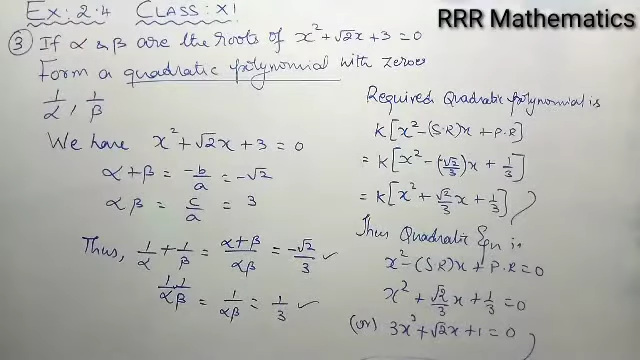 Ex: 2.4 CLASS: XI
RRR Mathematics
③ If α & β are the roots of x² + √2x + 3 = 0
Form a quadratic polynomial with zeroes
1/α, 1/β
We have x² + √2x + 3 = 0
α + β = -b/a = -√2
αβ = c/a = 3
Thus, 1/α + 1/β = (α+β)/(αβ) = -√2/3 ✓
1/α 1/β = 1/(αβ) = 1/3 ✓
Required Quadratic polynomial is
K[x² - (S.R)x + P.R]
= K[x² - (-√2/3)x + 1/3]
= K[x² + √2/3 x + 1/3]
Then Quadratic Eqn is
x² - (S.R)x + P.R = 0
x² + √2/3 x + 1/3 = 0
(or) 3x² + √2x + 1 = 0